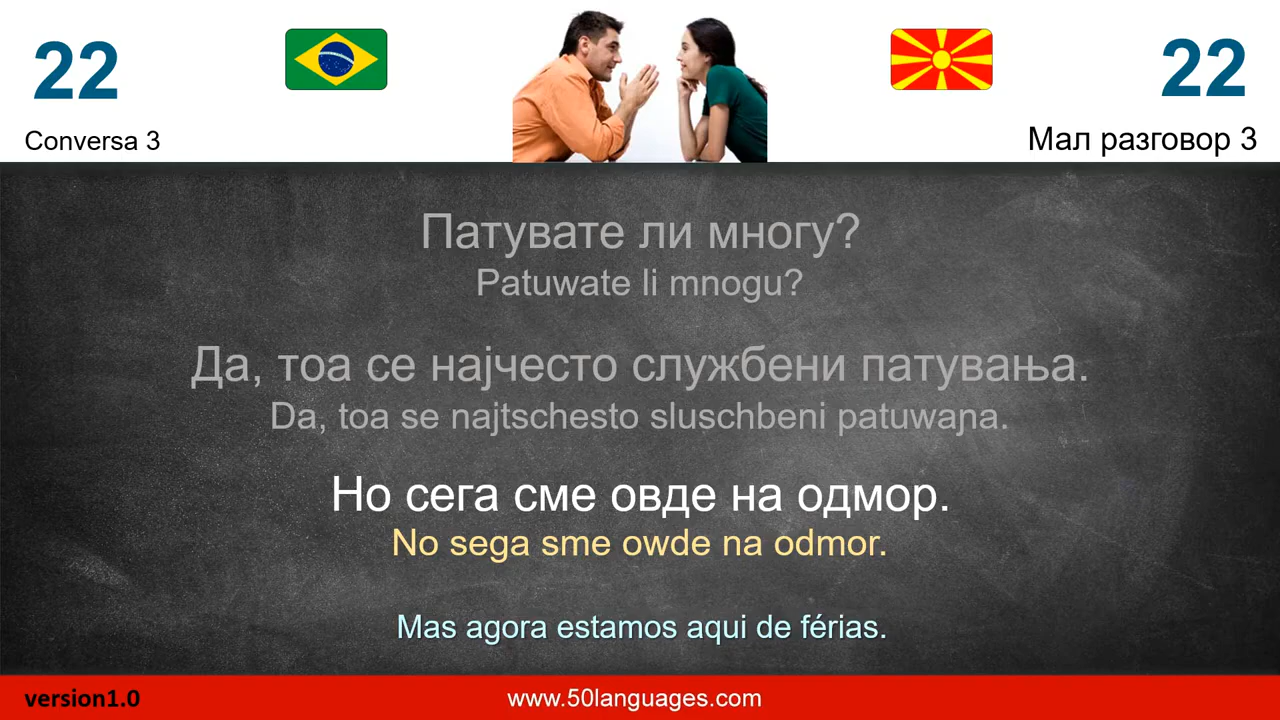 22
22
Conversa 3
Мал разговор 3
Патувате ли многу?
Patuwate li mnogu?
Да, тоа се најчесто службени патувања.
Da, toa se najtschesto sluschbeni patuwaɲa.
Но сега сме овде на одмор.
No sega sme owde na odmor.
Mas agora estamos aqui de férias.
version1.0
www.50languages.com